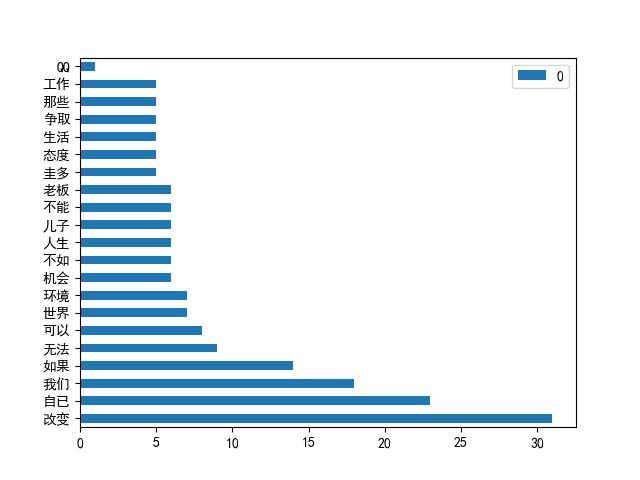 0
QQ
工作
那些
争取
生活
态度
圭多
老板
不能
儿子
人生
不如
机会
环境
世界
可以
无法
如果
我们
自已
改变
0 5 10 15 20 25 30